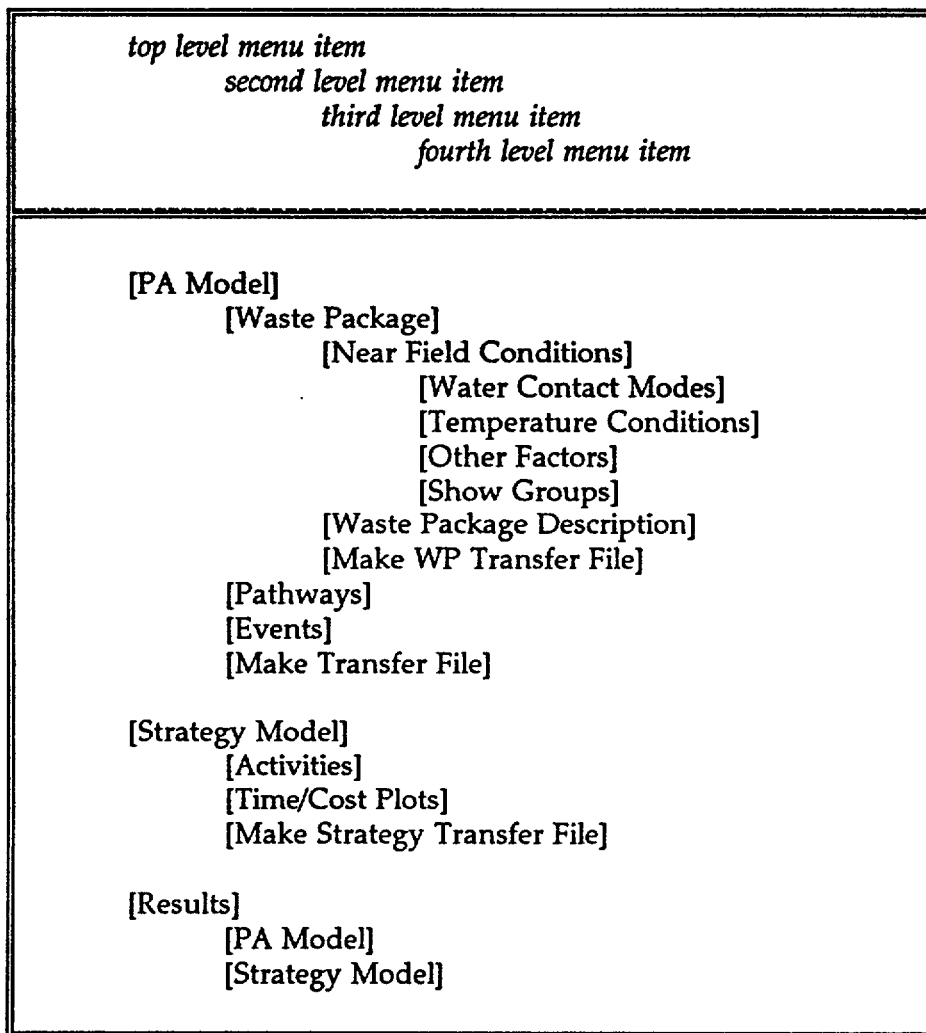 top level menu item
second level menu item
third level menu item
fourth level menu item
[PA Model]
[Waste Package]
[Near Field Conditions]
[Water Contact Modes]
[Temperature Conditions]
[Other Factors]
[Show Groups]
[Waste Package Description]
[Make WP Transfer File]
[Pathways]
[Events]
[Make Transfer File]
[Strategy Model]
[Activities]
[Time/Cost Plots]
[Make Strategy Transfer File]
[Results]
[PA Model]
[Strategy Model]